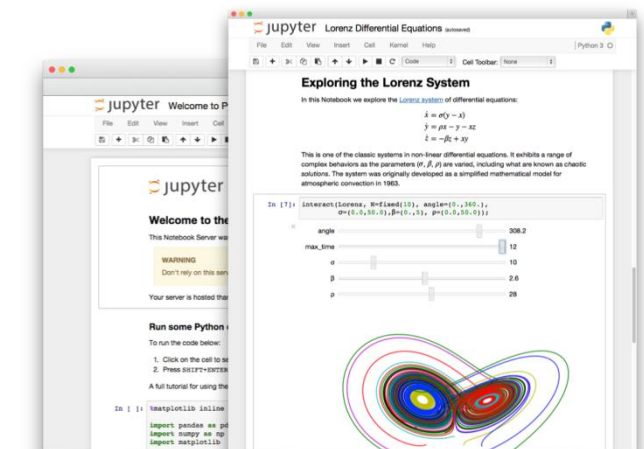 jupyter Lorenz Differential Equations (autosaved)
File Edit View Insert Cell Kernel Help Python 3
Code Cell Toolbar: None
Exploring the Lorenz System
In this Notebook we explore the Lorenz system of differential equations:
ẋ = σ(y − x)
ẏ = ρx − y − xz
ż = −βz + xy
This is one of the classic systems in non-linear differential equations. It exhibits a range of
complex behaviors as the parameters (σ, β, ρ) are varied, including what are known as chaotic
solutions. The system was originally developed as a simplified mathematical model for
atmospheric convection in 1963.
In [7]: interact(Lorenz, N=fixed(10), angle=(0.,360.),
σ=(0.0,50.0),β=(0.,5), ρ=(0.0,50.0));
angle 308.2
max_time 12
σ 10
β 2.6
ρ 28
jupyter Welcome to P
File Edit View Insert Cell
jupyter
Welcome to the
This Notebook Server was
WARNING
Don't rely on this serv
Your server is hosted than
Run some Python c
To run the code below:
1. Click on the cell to se
2. Press SHIFT+ENTER
A full tutorial for using the
In [ ]: %matplotlib inline
import pandas as pd
import numpy as np
import matplotlib